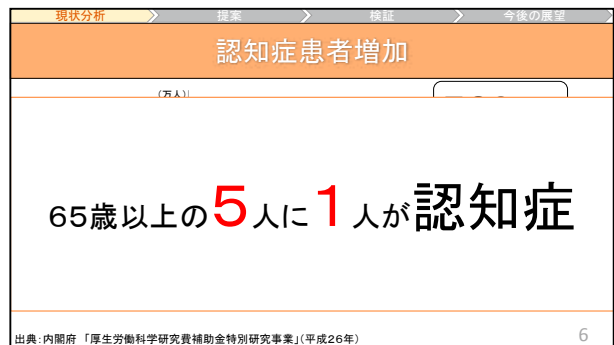 現状分析 提案 検証 今後の展望
認知症患者増加
(万人)
65歳以上の5人に1人が認知症
出典:内閣府 「厚生労働科学研究費補助金特別研究事業」(平成26年)
6